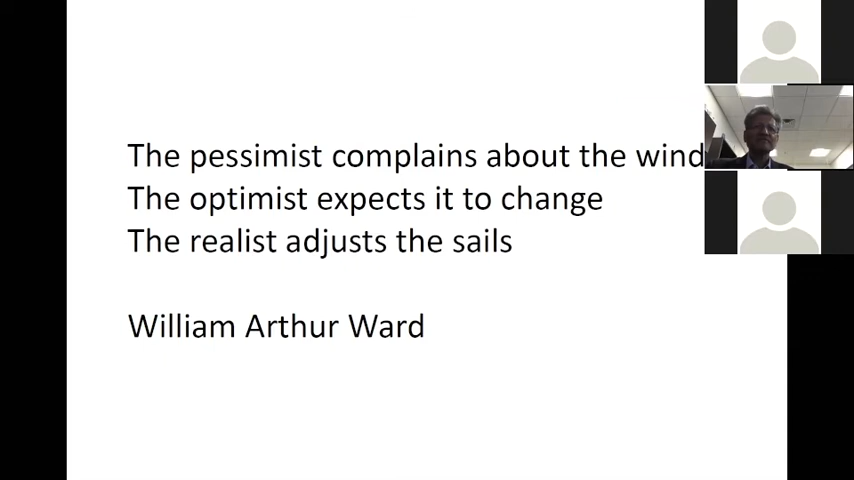 The pessimist complains about the wind
The optimist expects it to change
The realist adjusts the sails
William Arthur Ward